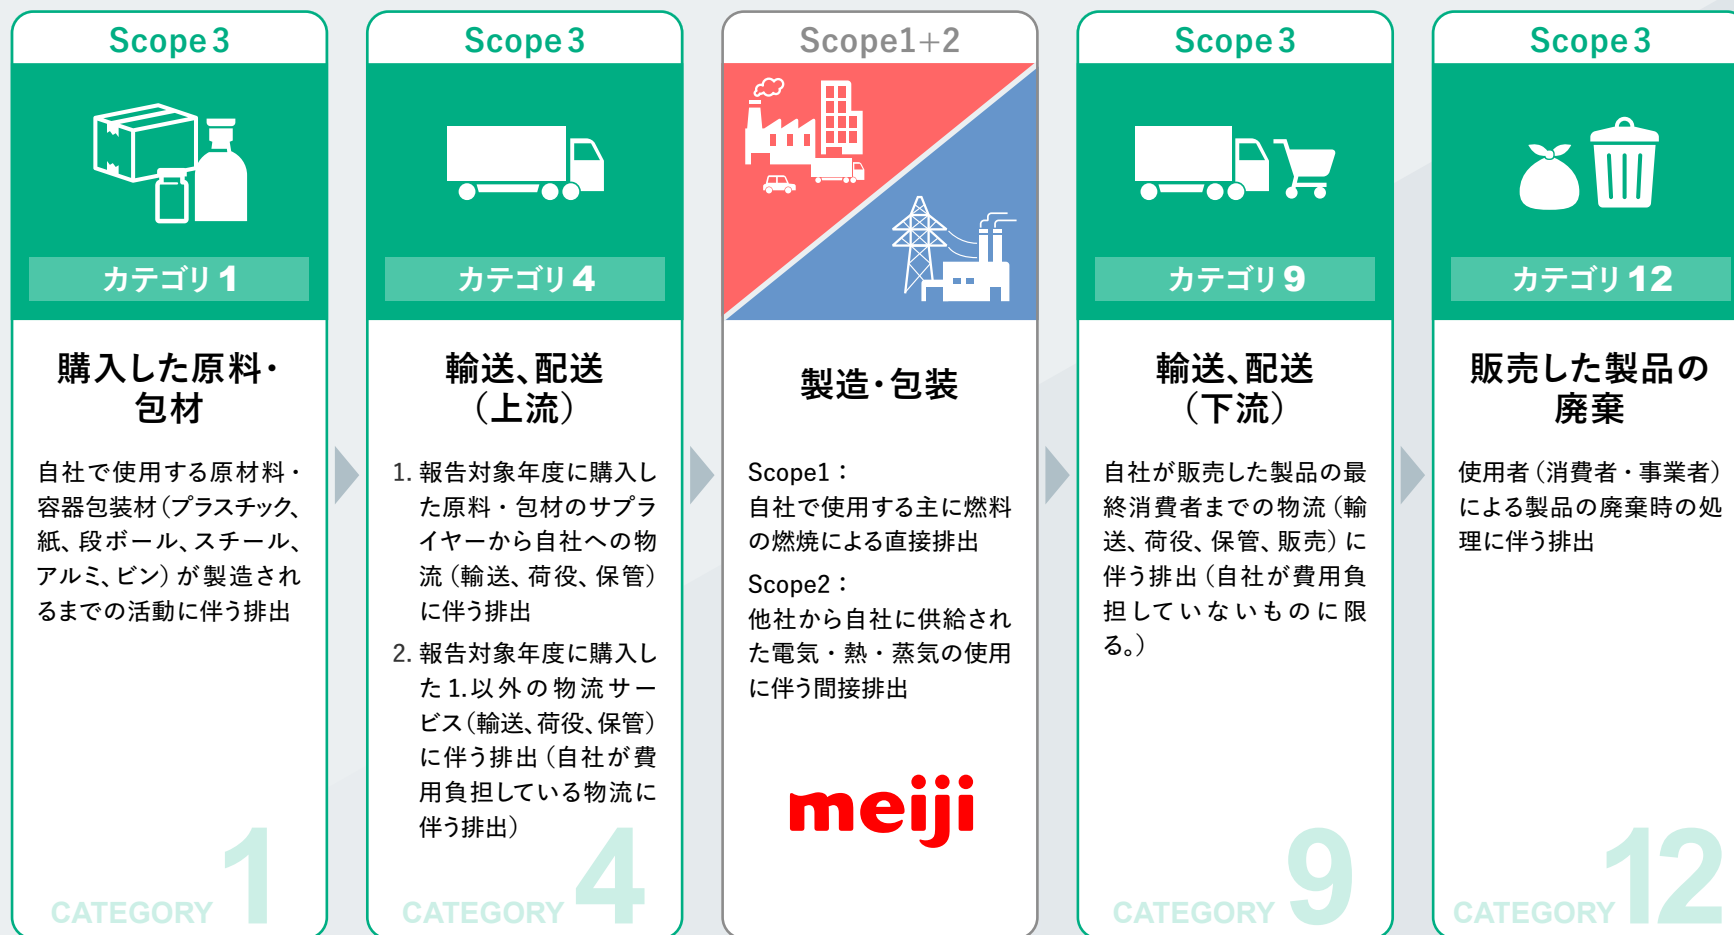 Scope3
カテゴリ1
購入した原料・
包材
自社で使用する原材料・
容器包装材（プラスチック、
紙、段ボール、スチール、
アルミ、ビン）が製造され
るまでの活動に伴う排出
CATEGORY 1
Scope3
カテゴリ4
輸送、配送
（上流）
1. 報告対象年度に購入し
た原料・包材のサプラ
イヤーから自社への物
流（輸送、荷役、保管）
に伴う排出
2. 報告対象年度に購入し
た1.以外の物流サー
ビス（輸送、荷役、保管）
に伴う排出（自社が費
用負担している物流に
伴う排出）
CATEGORY 4
Scope1+2
製造・包装
Scope1：
自社で使用する主に燃料
の燃焼による直接排出
Scope2：
他社から自社に供給され
た電気・熱・蒸気の使用
に伴う間接排出
meiji
Scope3
カテゴリ9
輸送、配送
（下流）
自社が販売した製品の最
終消費者までの物流（輸
送、荷役、保管、販売）に
伴う排出（自社が費用負
担していないものに限
る。）
CATEGORY 9
Scope3
カテゴリ12
販売した製品の
廃棄
使用者（消費者・事業者）
による製品の廃棄時の処
理に伴う排出
CATEGORY 12